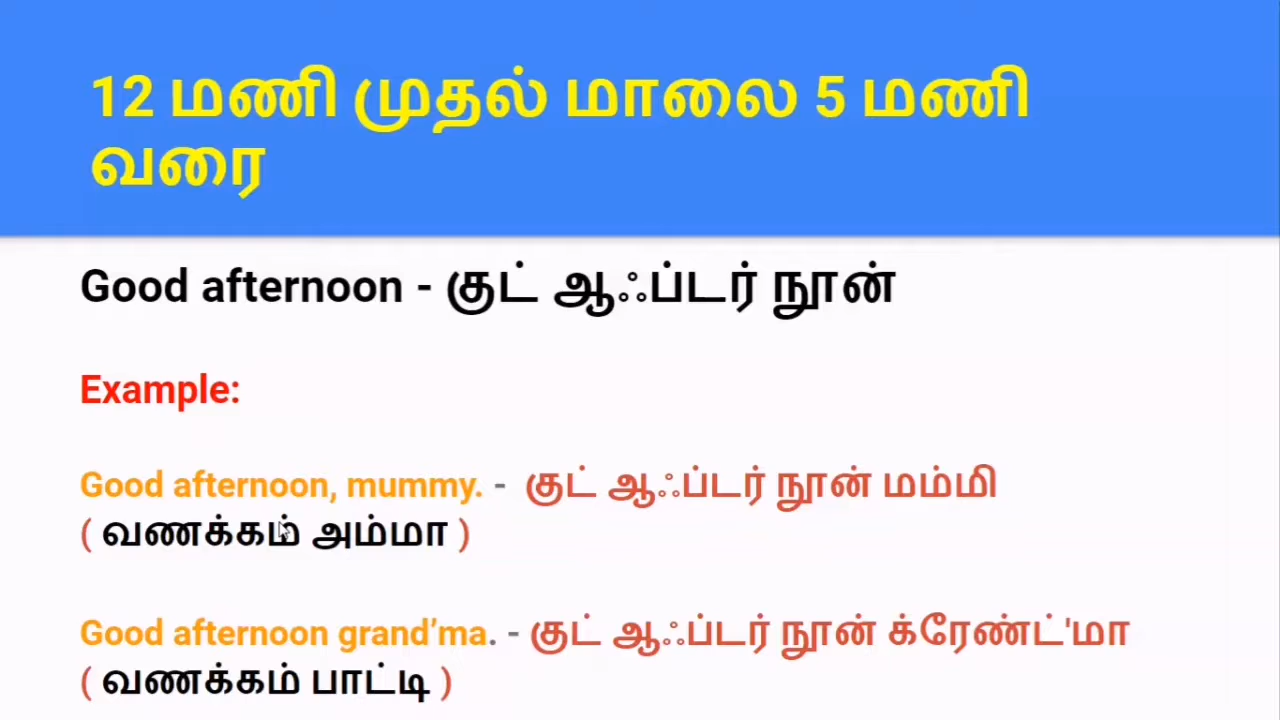 12 மணி முதல் மாலை 5 மணி
வரை
Good afternoon - குட் ஆஃப்டர் நூன்
Example:
Good afternoon, mummy. - குட் ஆஃப்டர் நூன் மம்மி
( வணக்கம் அம்மா )
Good afternoon grand’ma. - குட் ஆஃப்டர் நூன் க்ரேண்ட்'மா
( வணக்கம் பாட்டி )